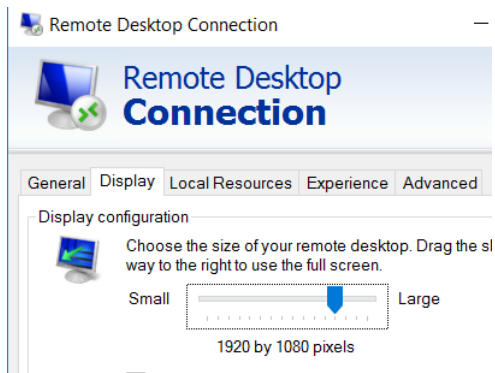 Remote Desktop Connection
Remote Desktop
Connection
General Display Local Resources Experience Advanced
Display configuration
Choose the size of your remote desktop. Drag the
way to the right to use the full screen.
Small Large
1920 by 1080 pixels